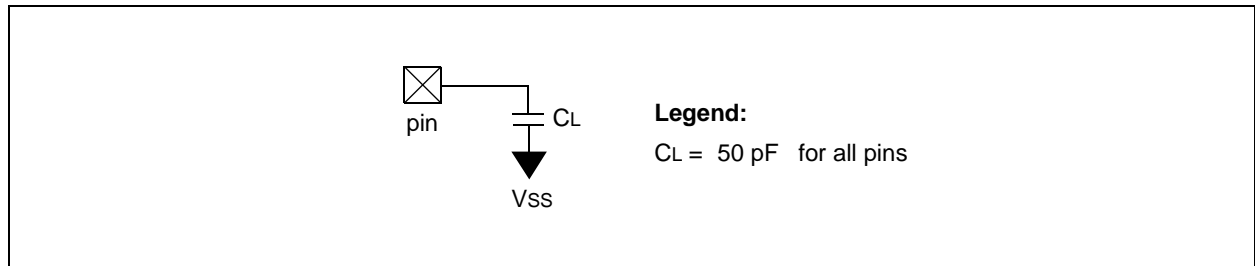 pin
CL
VSS
Legend:
CL = 50 pF for all pins